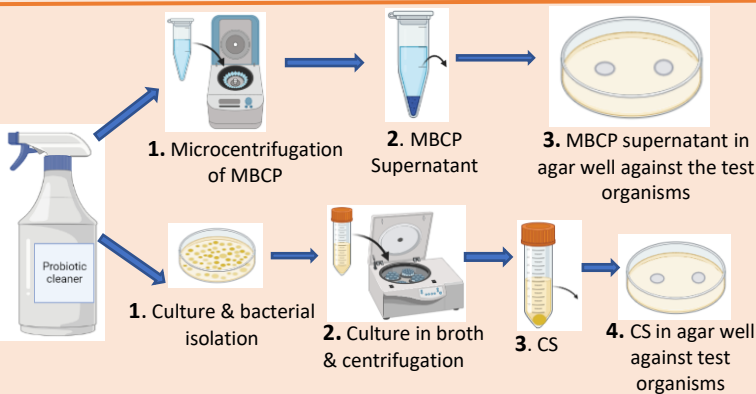 1. Microcentrifugation
of MBCP
2. MBCP
Supernatant
3. MBCP supernatant in
agar well against the test
organisms
Probiotic
cleaner
1. Culture & bacterial
isolation
2. Culture in broth
& centrifugation
3. CS
4. CS in agar well
against test
organisms